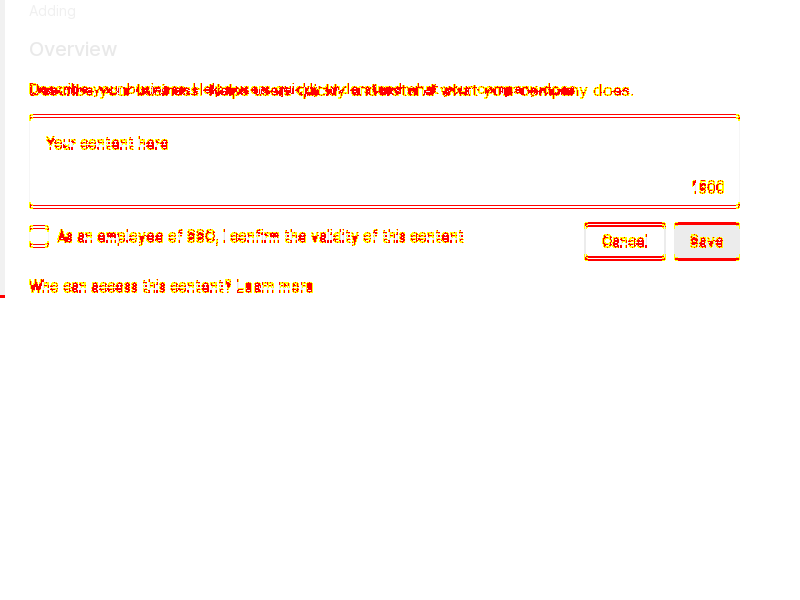 Adding
Overview
Describe your business. Helps users quickly understand what your company does.
Your content here
1500
As an employee of SSO, I confirm the validity of this content
Cancel
Save
Who can access this content? Learn more